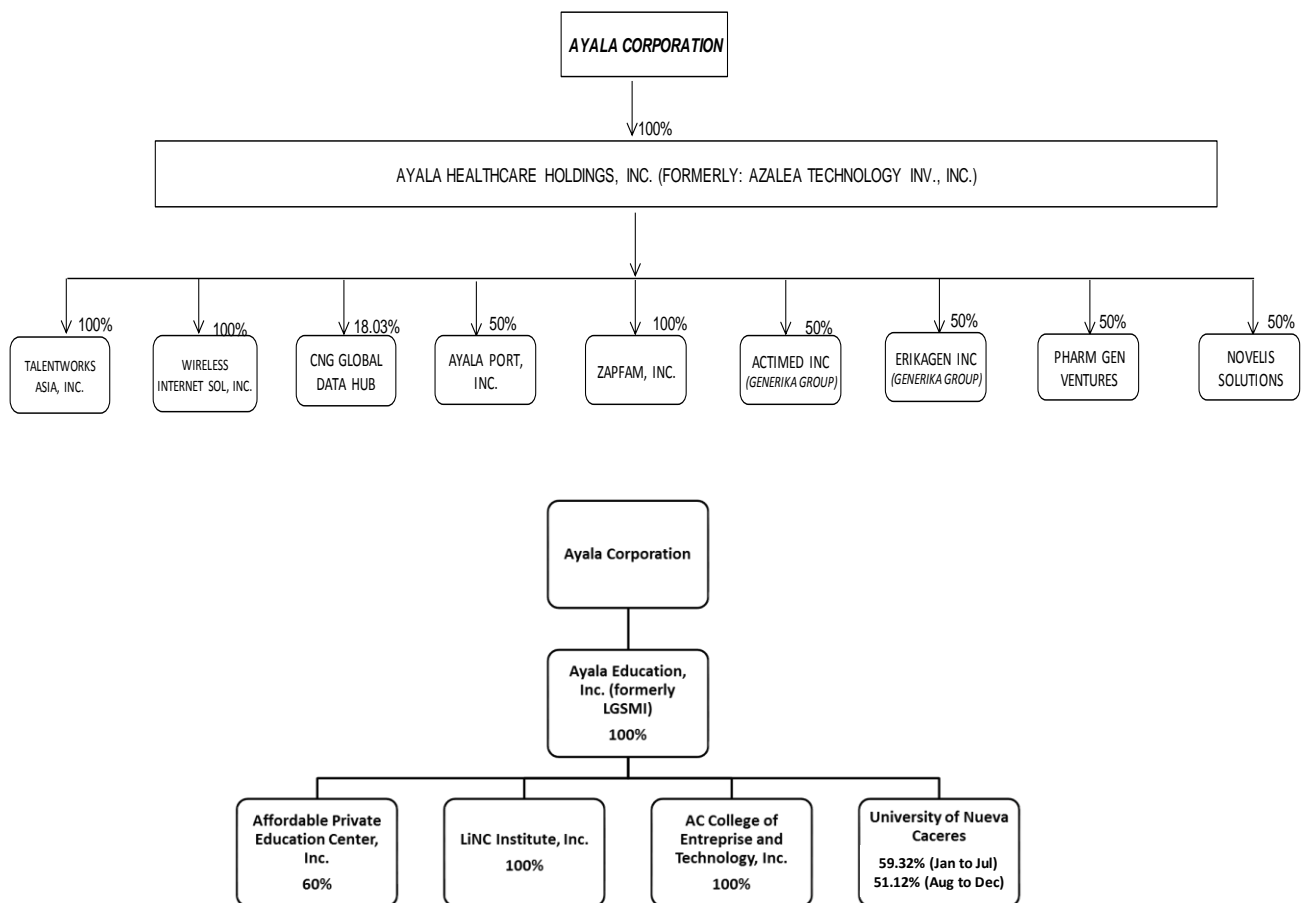 AYALA CORPORATION
100%
AYALA HEALTHCARE HOLDINGS, INC. (FORMERLY: AZALEA TECHNOLOGY INV., INC.)
100%
100%
18.03%
50%
100%
50%
50%
50%
50%
TALENTWORKS
ASIA, INC.
WIRELESS
INTERNET SOL, INC.
CNG GLOBAL
DATA HUB
AYALA PORT,
INC.
ZAPFAM, INC.
ACTIMED INC
(GENERIKA GROUP)
ERIKAGEN INC
(GENERIKA GROUP)
PHARM GEN
VENTURES
NOVELIS
SOLUTIONS
Ayala Corporation
Ayala Education,
Inc. (formerly
LGSMI)
100%
Affordable Private
Education Center,
Inc.
60%
LiNC Institute, Inc.
100%
AC College of
Entreprise and
Technology, Inc.
100%
University of Nueva
Caceres
59.32% (Jan to Jul)
51.12% (Aug to Dec)